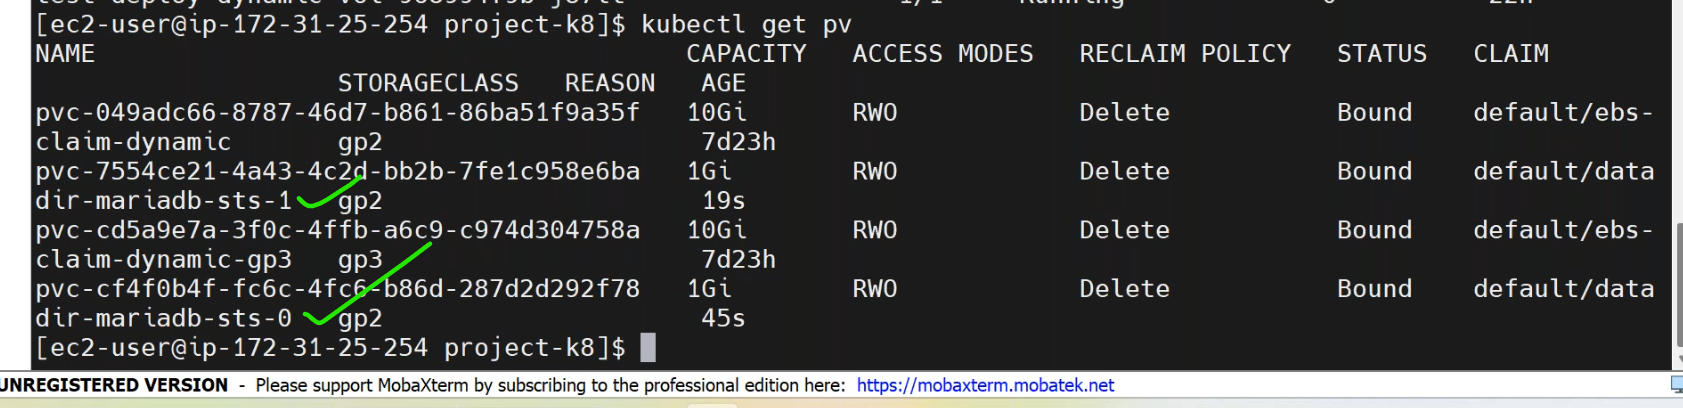 [ec2-user@ip-172-31-25-254 project-k8]$ kubectl get pv
NAME CAPACITY ACCESS MODES RECLAIM POLICY STATUS CLAIM
STORAGECLASS REASON AGE
pvc-049adc66-8787-46d7-b861-86ba51f9a35f 10Gi RWO Delete Bound default/ebs-
claim-dynamic gp2 7d23h
pvc-7554ce21-4a43-4c2d-bb2b-7fe1c958e6ba 1Gi RWO Delete Bound default/data
dir-mariadb-sts-1 gp2 19s
pvc-cd5a9e7a-3f0c-4ffb-a6c9-c974d304758a 10Gi RWO Delete Bound default/ebs-
claim-dynamic-gp3 gp3 7d23h
pvc-cf4f0b4f-fc6c-4fc6-b86d-287d2d292f78 1Gi RWO Delete Bound default/data
dir-mariadb-sts-0 gp2 45s
[ec2-user@ip-172-31-25-254 project-k8]$
UNREGISTERED VERSION - Please support MobaXterm by subscribing to the professional edition here: https://mobaxterm.mobatek.net